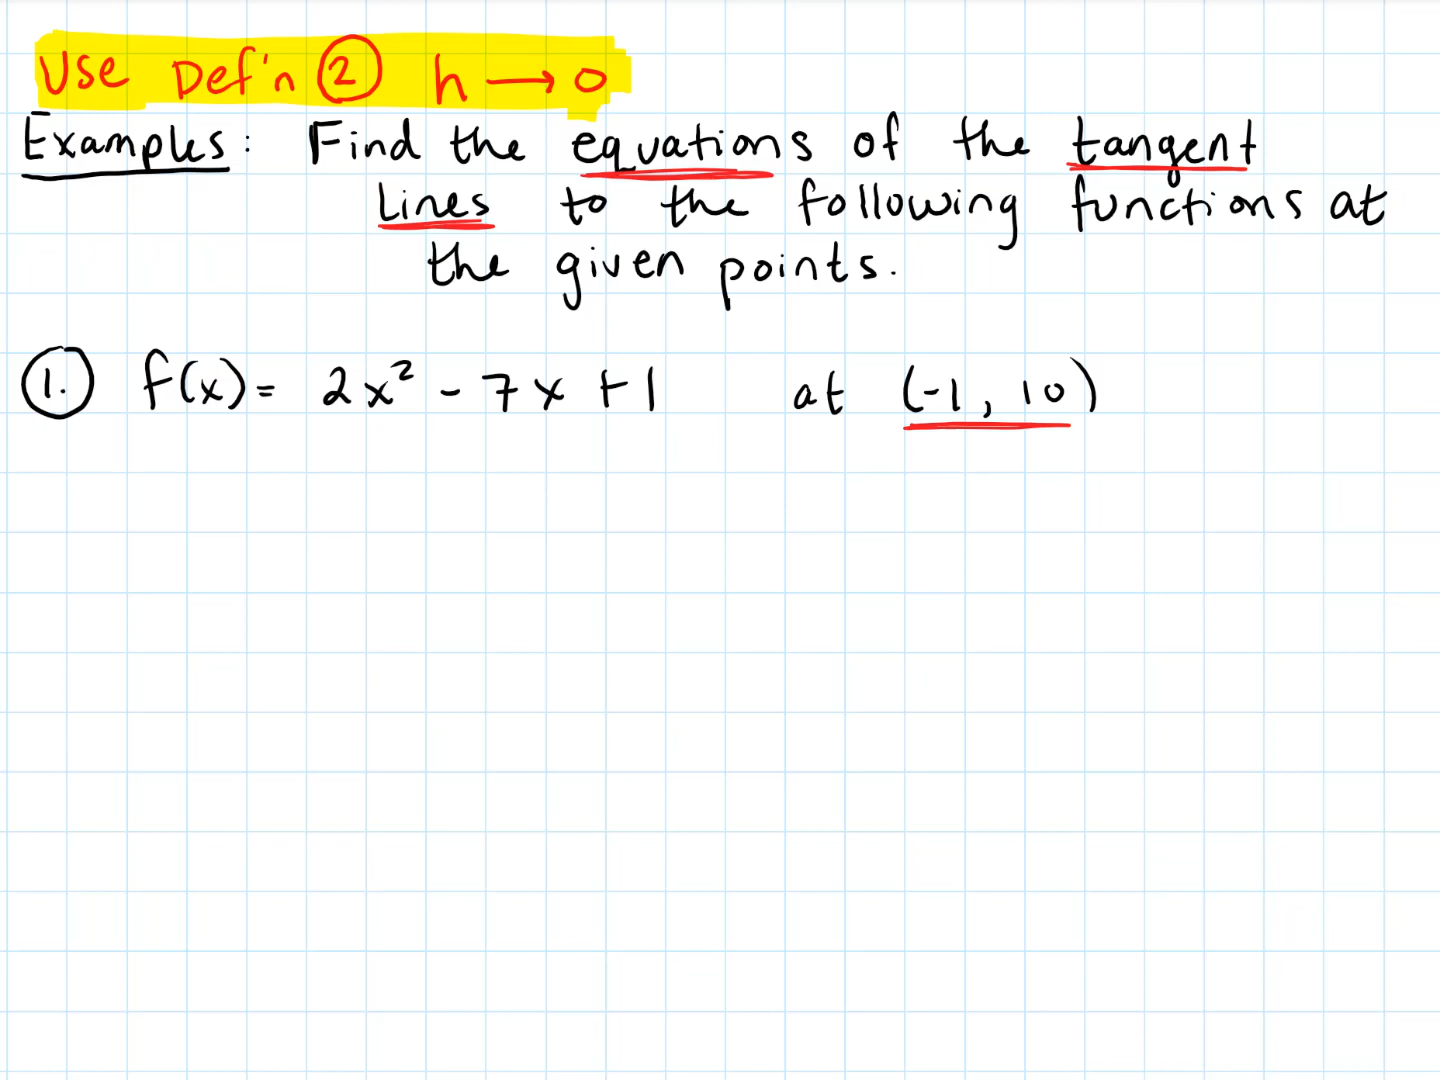 Use Def'n ② h → 0
Examples: Find the equations of the tangent
lines to the following functions at
the given points.
①. f(x) = 2x² - 7x + 1 at (-1, 10)